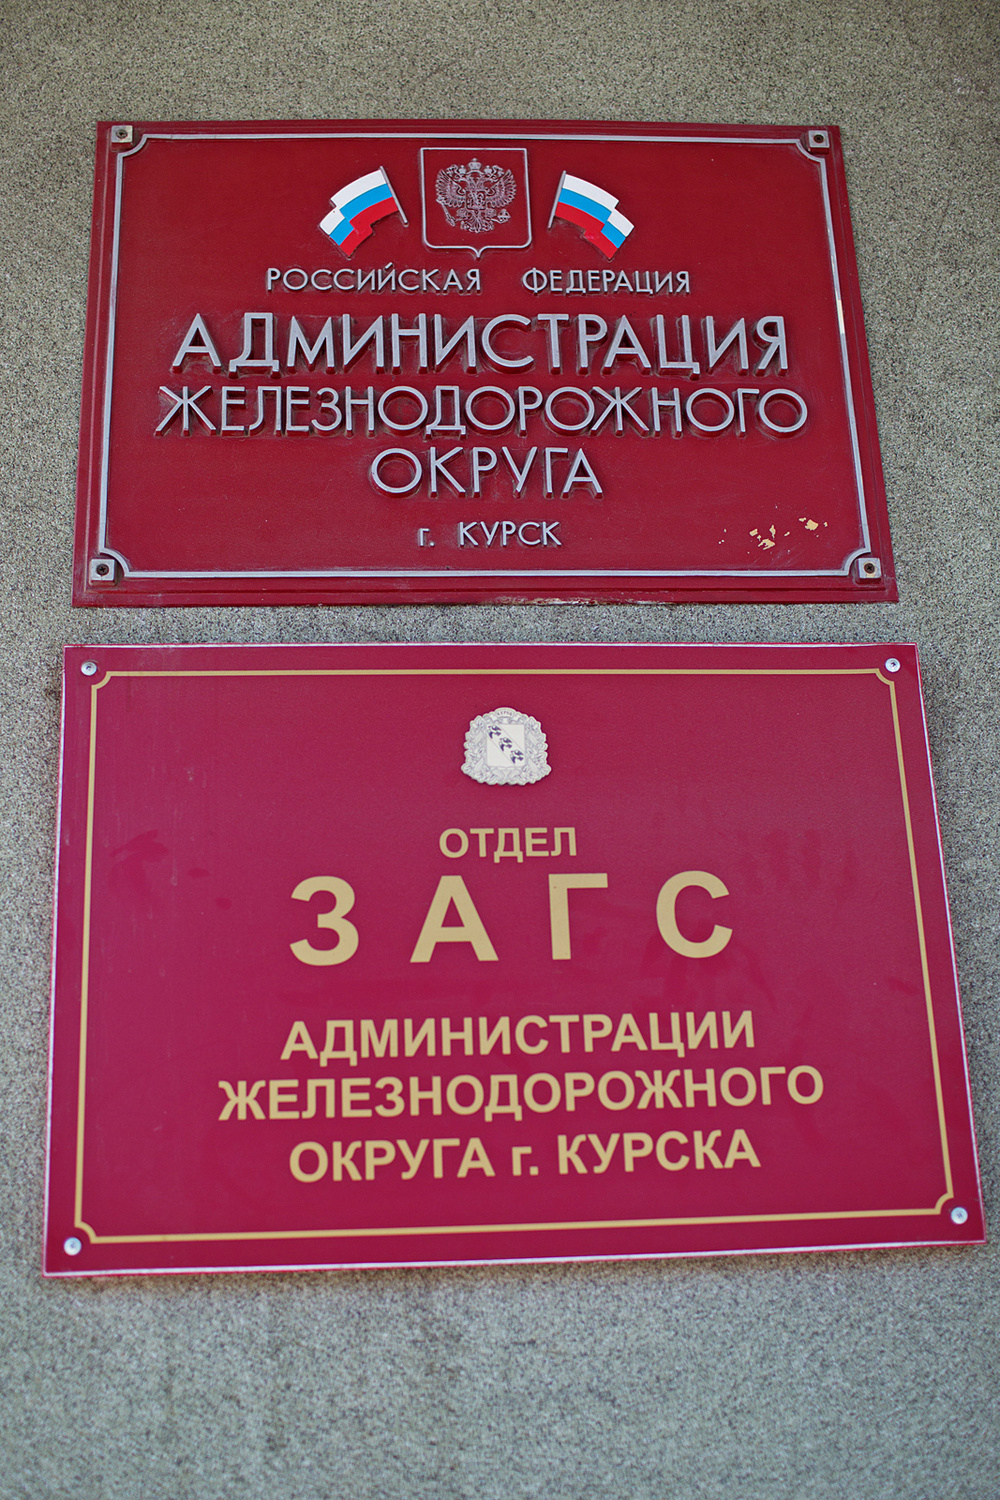 РОССИЙСКАЯ ФЕДЕРАЦИЯ
АДМИНИСТРАЦИЯ
ЖЕЛЕЗНОДОРОЖНОГО
ОКРУГА
г. КУРСК
ОТДЕЛ
ЗАГС
АДМИНИСТРАЦИИ
ЖЕЛЕЗНОДОРОЖНОГО
ОКРУГА г. КУРСКА